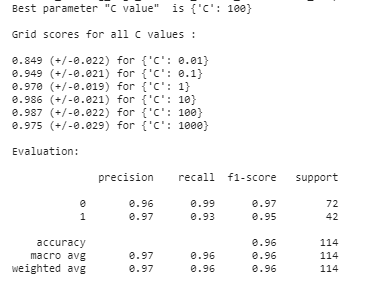 Best parameter "C value"  is {'C': 100}
Grid scores for all C values :
0.849 (+/-0.022) for {'C': 0.01}
0.949 (+/-0.021) for {'C': 0.1}
0.970 (+/-0.019) for {'C': 1}
0.986 (+/-0.021) for {'C': 10}
0.987 (+/-0.022) for {'C': 100}
0.975 (+/-0.029) for {'C': 1000}
Evaluation:
precision recall f1-score support
0 0.96 0.99 0.97 72
1 0.97 0.93 0.95 42
accuracy 0.96 114
macro avg 0.97 0.96 0.96 114
weighted avg 0.97 0.96 0.96 114